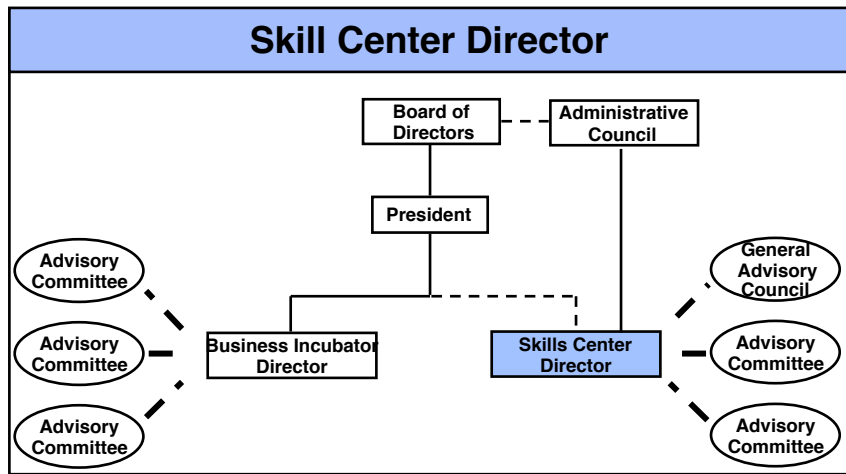 Skill Center Director
Board of
Directors
Administrative
Council
President
Advisory
Committee
General
Advisory
Council
Business Incubator
Director
Skills Center
Director
Advisory
Committee
Advisory
Committee
Advisory
Committee
Advisory
Committee